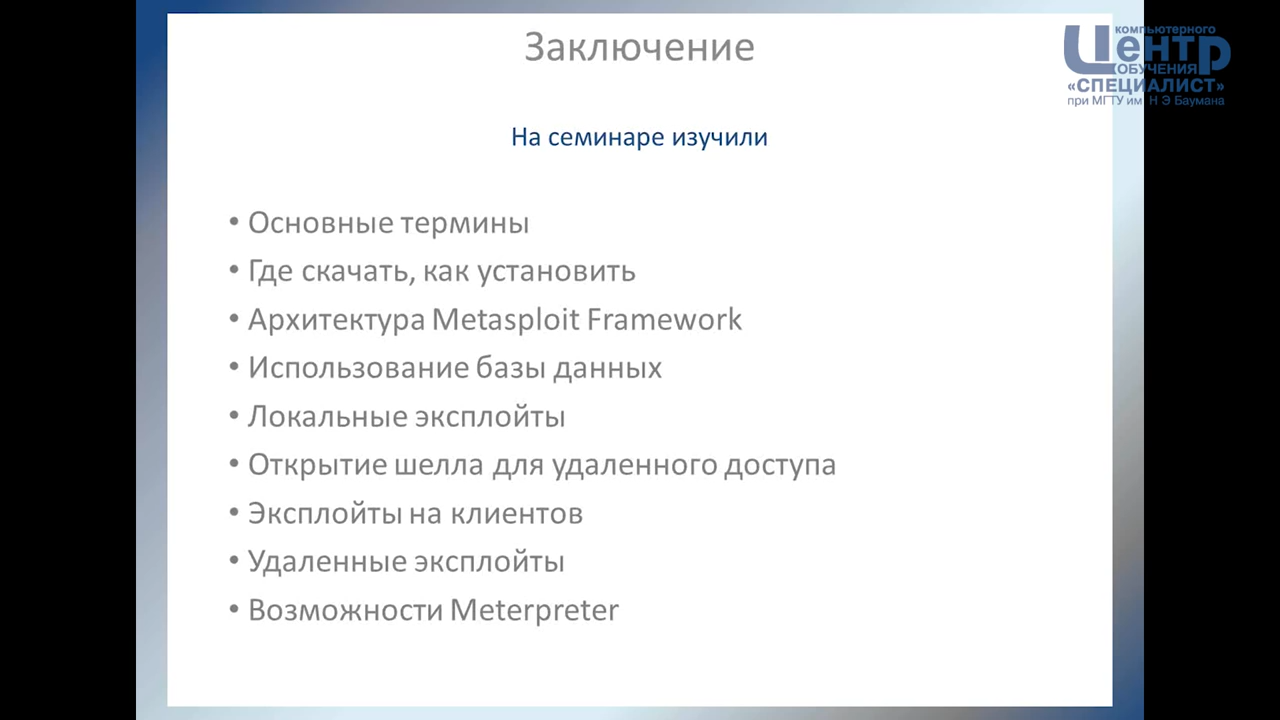 Заключение
компьютерного
Центр
ОБУЧЕНИЯ
«СПЕЦИАЛИСТ»
при МГТУ им Н Э Баумана
На семинаре изучили
• Основные термины
• Где скачать, как установить
• Архитектура Metasploit Framework
• Использование базы данных
• Локальные эксплойты
• Открытие шелла для удаленного доступа
• Эксплойты на клиентов
• Удаленные эксплойты
• Возможности Meterpreter